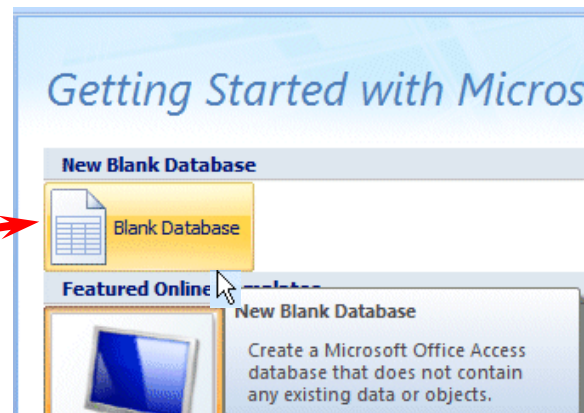 Getting Started with Micros
New Blank Database
Blank Database
Featured Online
New Blank Database
Create a Microsoft Office Access
database that does not contain
any existing data or objects.